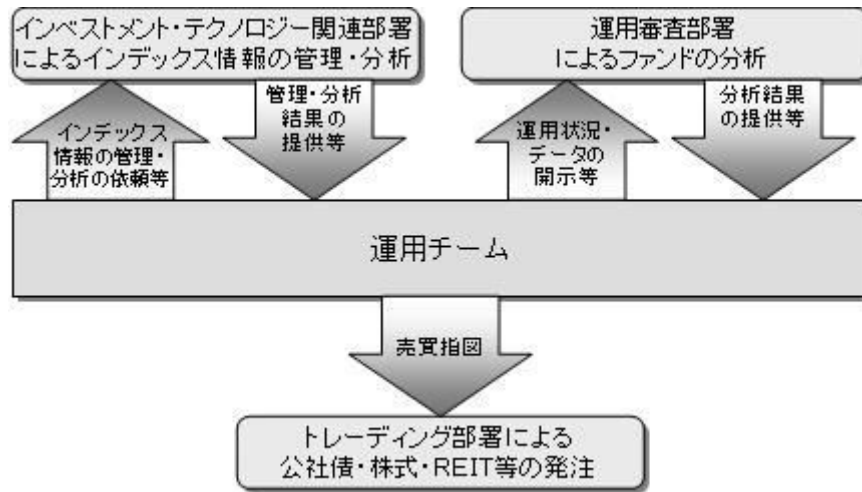 インベストメント・テクノロジー関連部署
によるインデックス情報の管理・分析
運用審査部署
によるファンドの分析
インデックス
情報の管理・
分析の依頼等
管理・分析
結果の
提供等
運用状況・
データの
開示等
分析結果
の提供等
運用チーム
売買指図
トレーディング部署による
公社債・株式・REIT等の発注